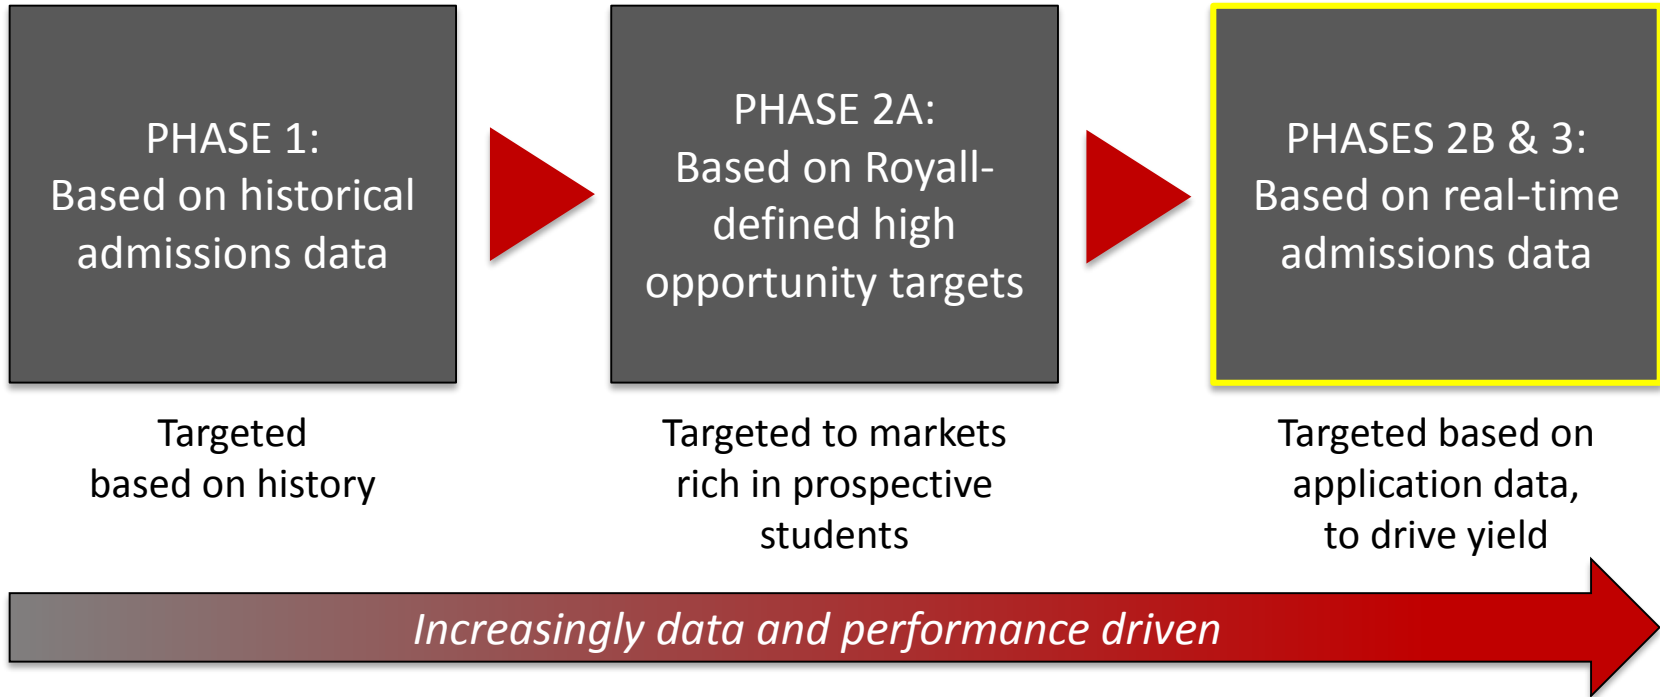 PHASE 1:
Based on historical
admissions data
PHASE 2A:
Based on Royall-
defined high
opportunity targets
PHASES 2B & 3:
Based on real-time
admissions data
Targeted
based on history
Targeted to markets
rich in prospective
students
Targeted based on
application data,
to drive yield
Increasingly data and performance driven